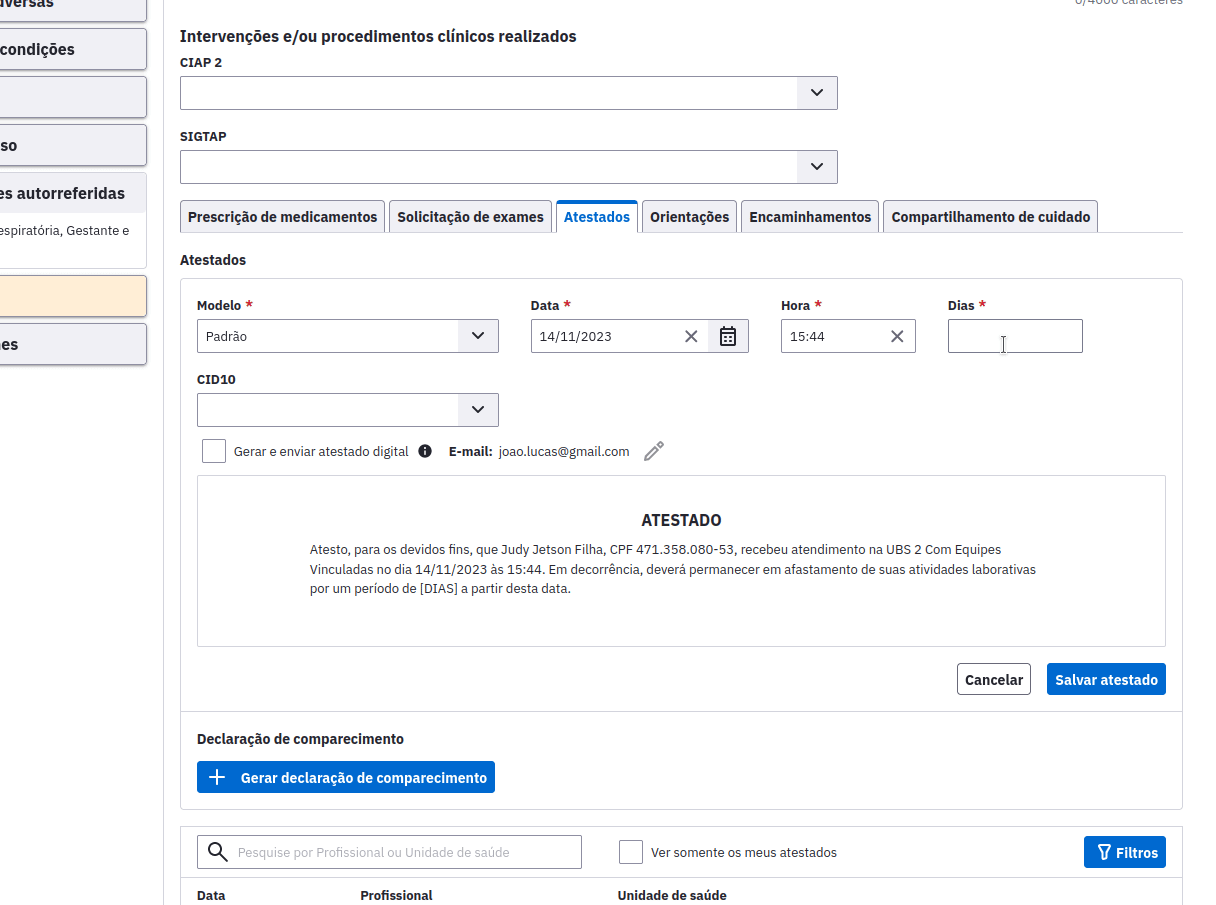 condições
so
es autorreferidas
espiratória, Gestante e
es
Intervenções e/ou procedimentos clínicos realizados
CIAP 2
SIGTAP
Prescrição de medicamentos
Solicitação de exames
Atestados
Orientações
Encaminhamentos
Compartilhamento de cuidado
Atestados
Modelo *
Data *
Hora *
Dias *
Padrão
14/11/2023
15:44
CID10
Gerar e enviar atestado digital
E-mail: joao.lucas@gmail.com
ATESTADO
Atesto, para os devidos fins, que Judy Jetson Filha, CPF 471.358.080-53, recebeu atendimento na UBS 2 Com Equipes
Vinculadas no dia 14/11/2023 às 15:44. Em decorrência, deverá permanecer em afastamento de suas atividades laborativas
por um período de [DIAS] a partir desta data.
Cancelar
Salvar atestado
Declaração de comparecimento
Gerar declaração de comparecimento
Pesquise por Profissional ou Unidade de saúde
Ver somente os meus atestados
Filtros
Data
Profissional
Unidade de saúde